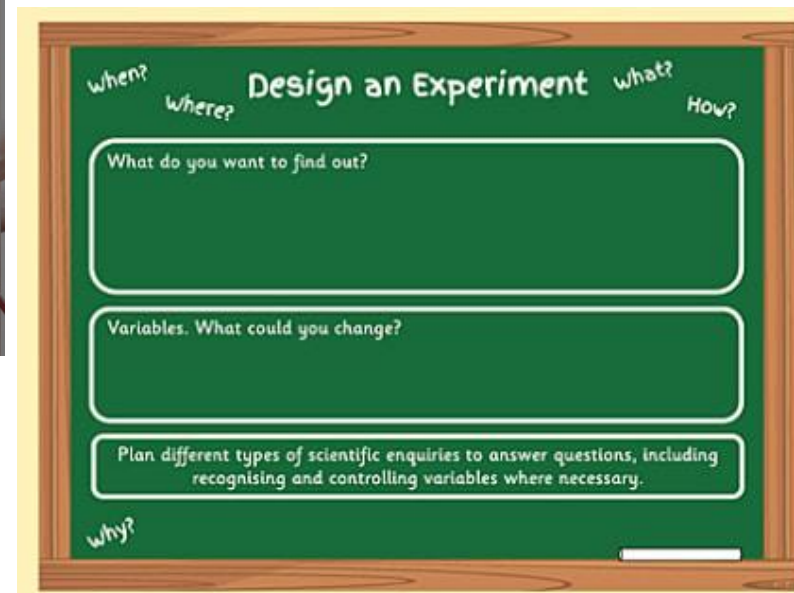 when?
Where?
Design an Experiment
what?
How?
What do you want to find out?
Variables. What could you change?
Plan different types of scientific enquiries to answer questions, including
recognising and controlling variables where necessary.
why?